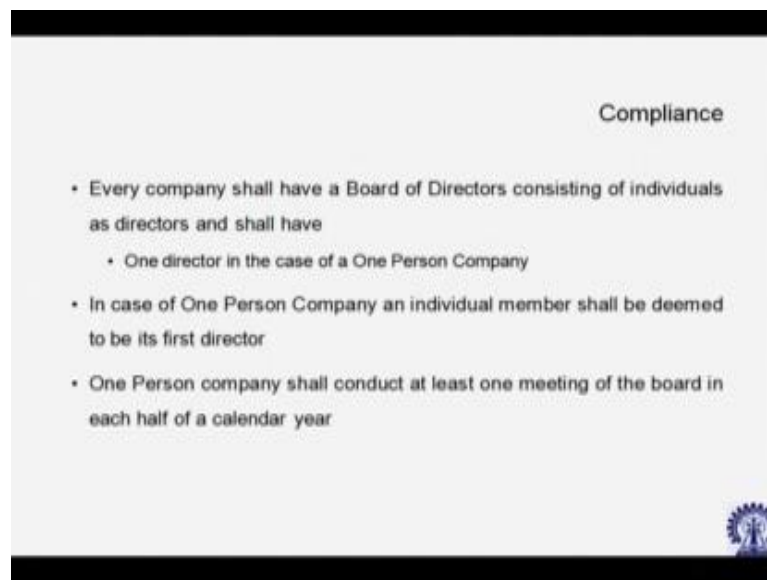 Compliance
• Every company shall have a Board of Directors consisting of individuals
as directors and shall have
• One director in the case of a One Person Company
• In case of One Person Company an individual member shall be deemed
to be its first director
• One Person company shall conduct at least one meeting of the board in
each half of a calendar year